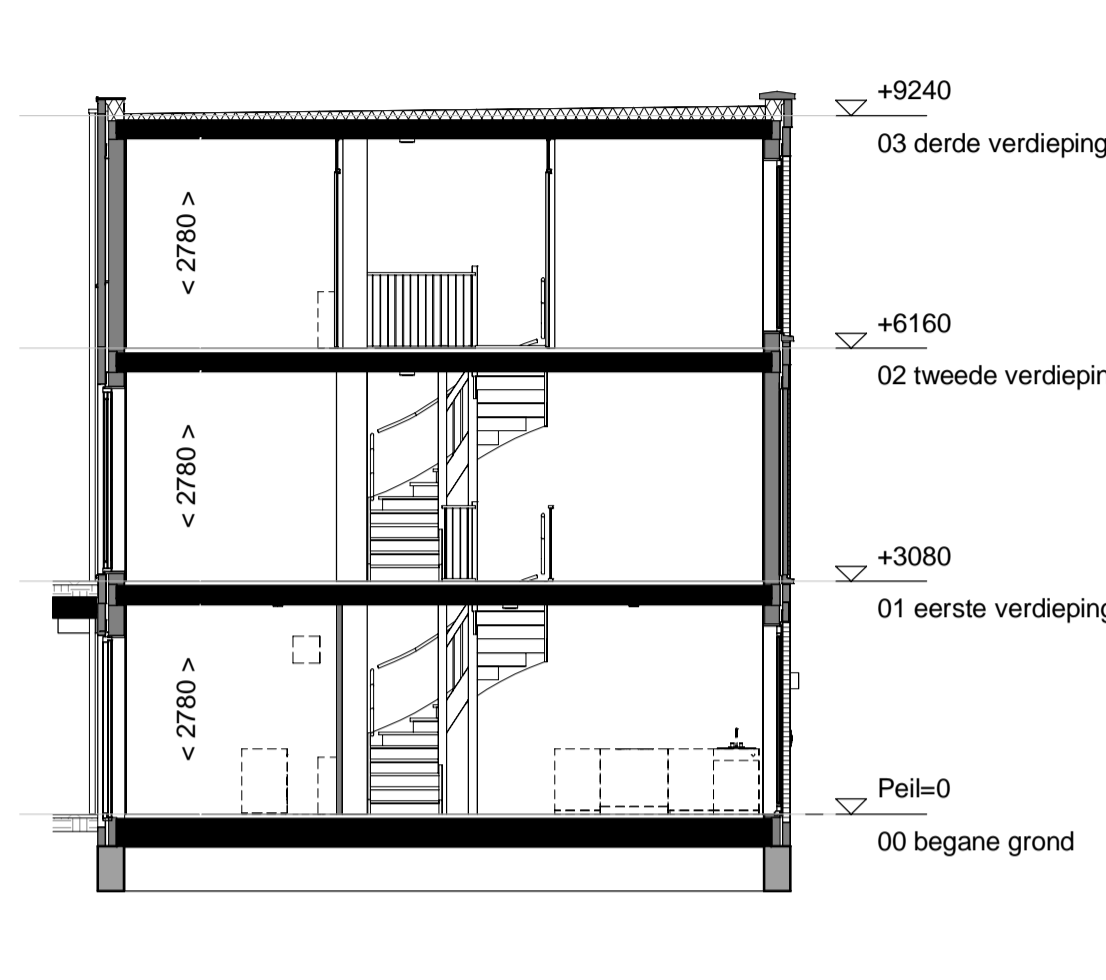 +9240
03 derde verdieping
< 2780 >
+6160
02 tweede verdiepin
< 2780 >
+3080
01 eerste verdieping
< 2780 >
Peil=0
00 begane grond